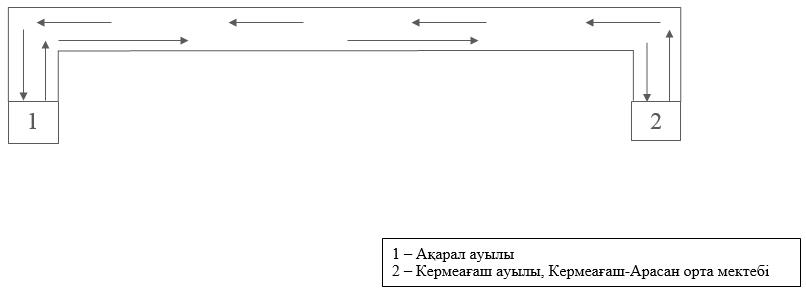 1
2
1 – Ақарал ауылы
2 – Кермеағаш ауылы, Кермеағаш-Арасан орта мектебі